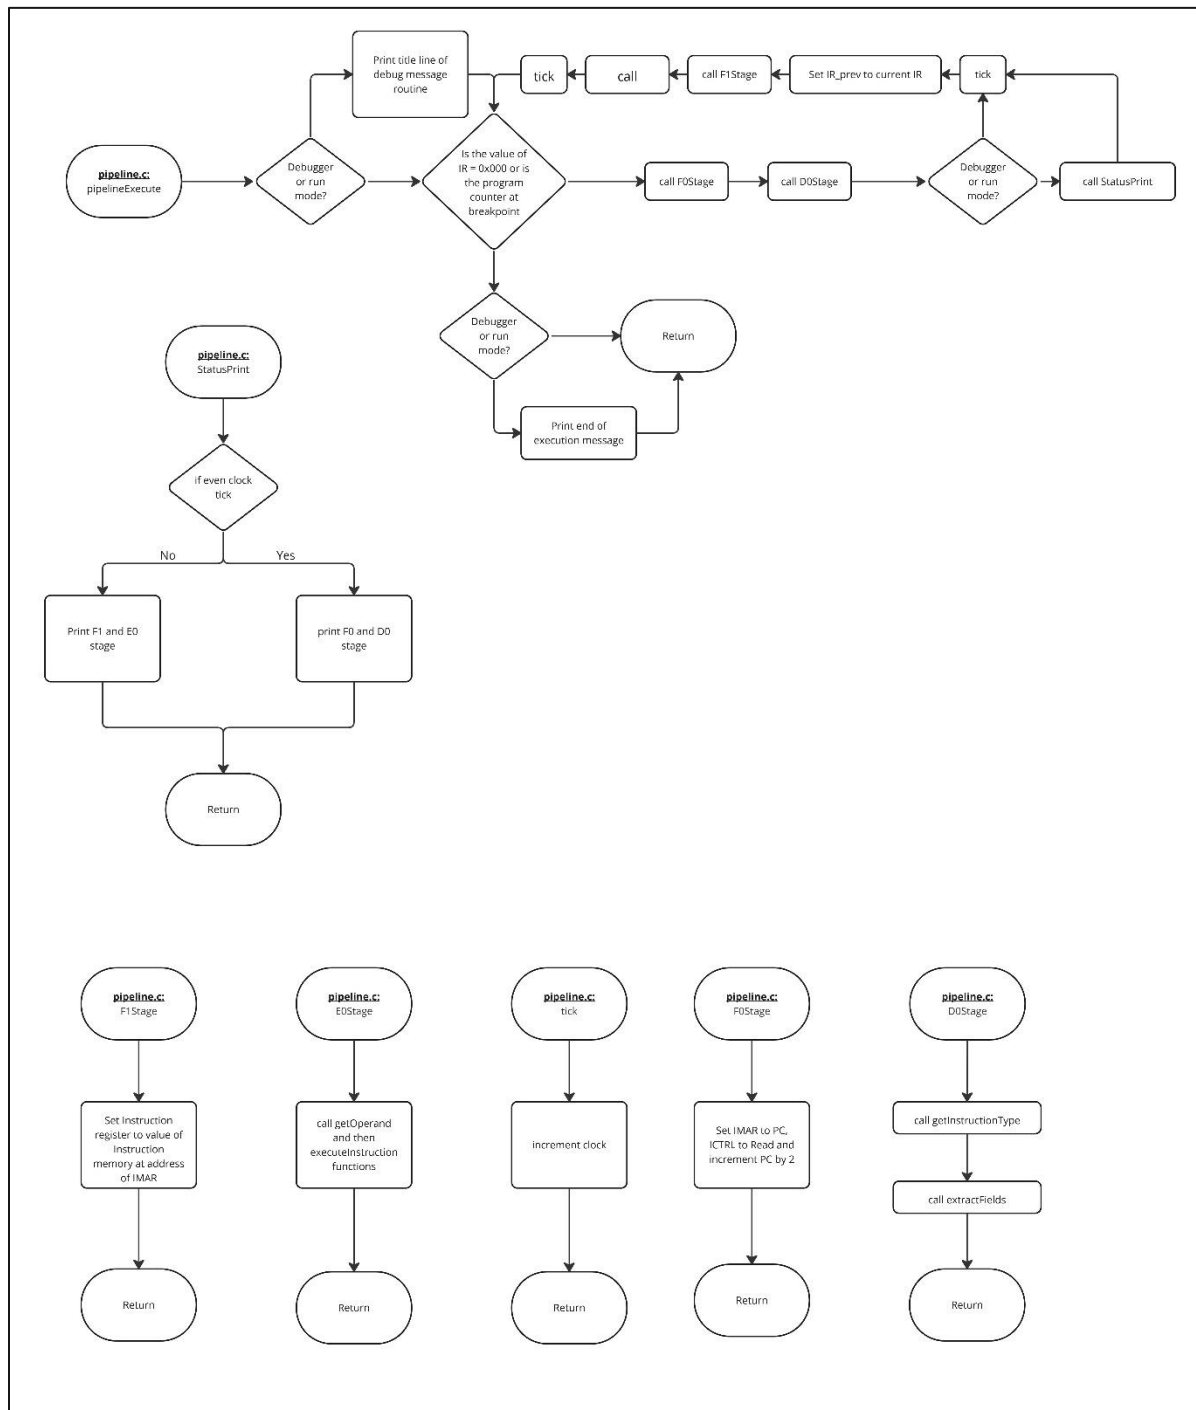 Print title line of
debug message
routine
tick
call
call F1Stage
Set IR_prev to current IR
tick
pipeline.c:
pipelineExecute
Debugger
or run
mode?
Is the value of
IR = 0x000 or is
the program
counter at
breakpoint
call F0Stage
call D0Stage
Debugger
or run
mode?
call StatusPrint
Debugger
or run
mode?
Return
Print end of
execution message
pipeline.c:
StatusPrint
if even clock
tick
No
Yes
Print F1 and E0
stage
print F0 and D0
stage
Return
pipeline.c:
F1Stage
Set Instruction
register to value of
Instruction
memory at address
of IMAR
Return
pipeline.c:
E0Stage
call getOperand
and then
executeInstruction
functions
Return
pipeline.c:
tick
increment clock
Return
pipeline.c:
F0Stage
Set IMAR to PC,
ICTRL to Read and
increment PC by 2
Return
pipeline.c:
D0Stage
call getInstructionType
call extractFields
Return